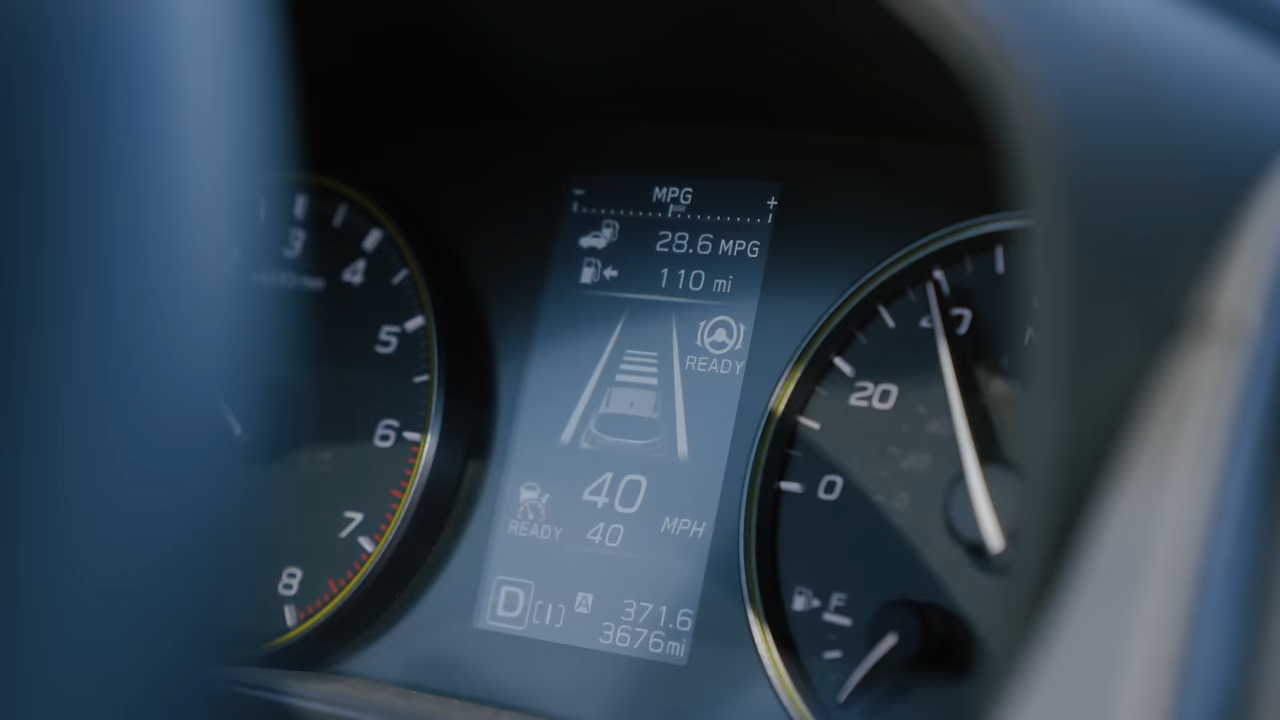 MPG
- +
28.6 MPG
110 mi
READY
40
READY 40 MPH
D [I] A 371.6
3676mi
3
4
5
6
7
8
20
0
F